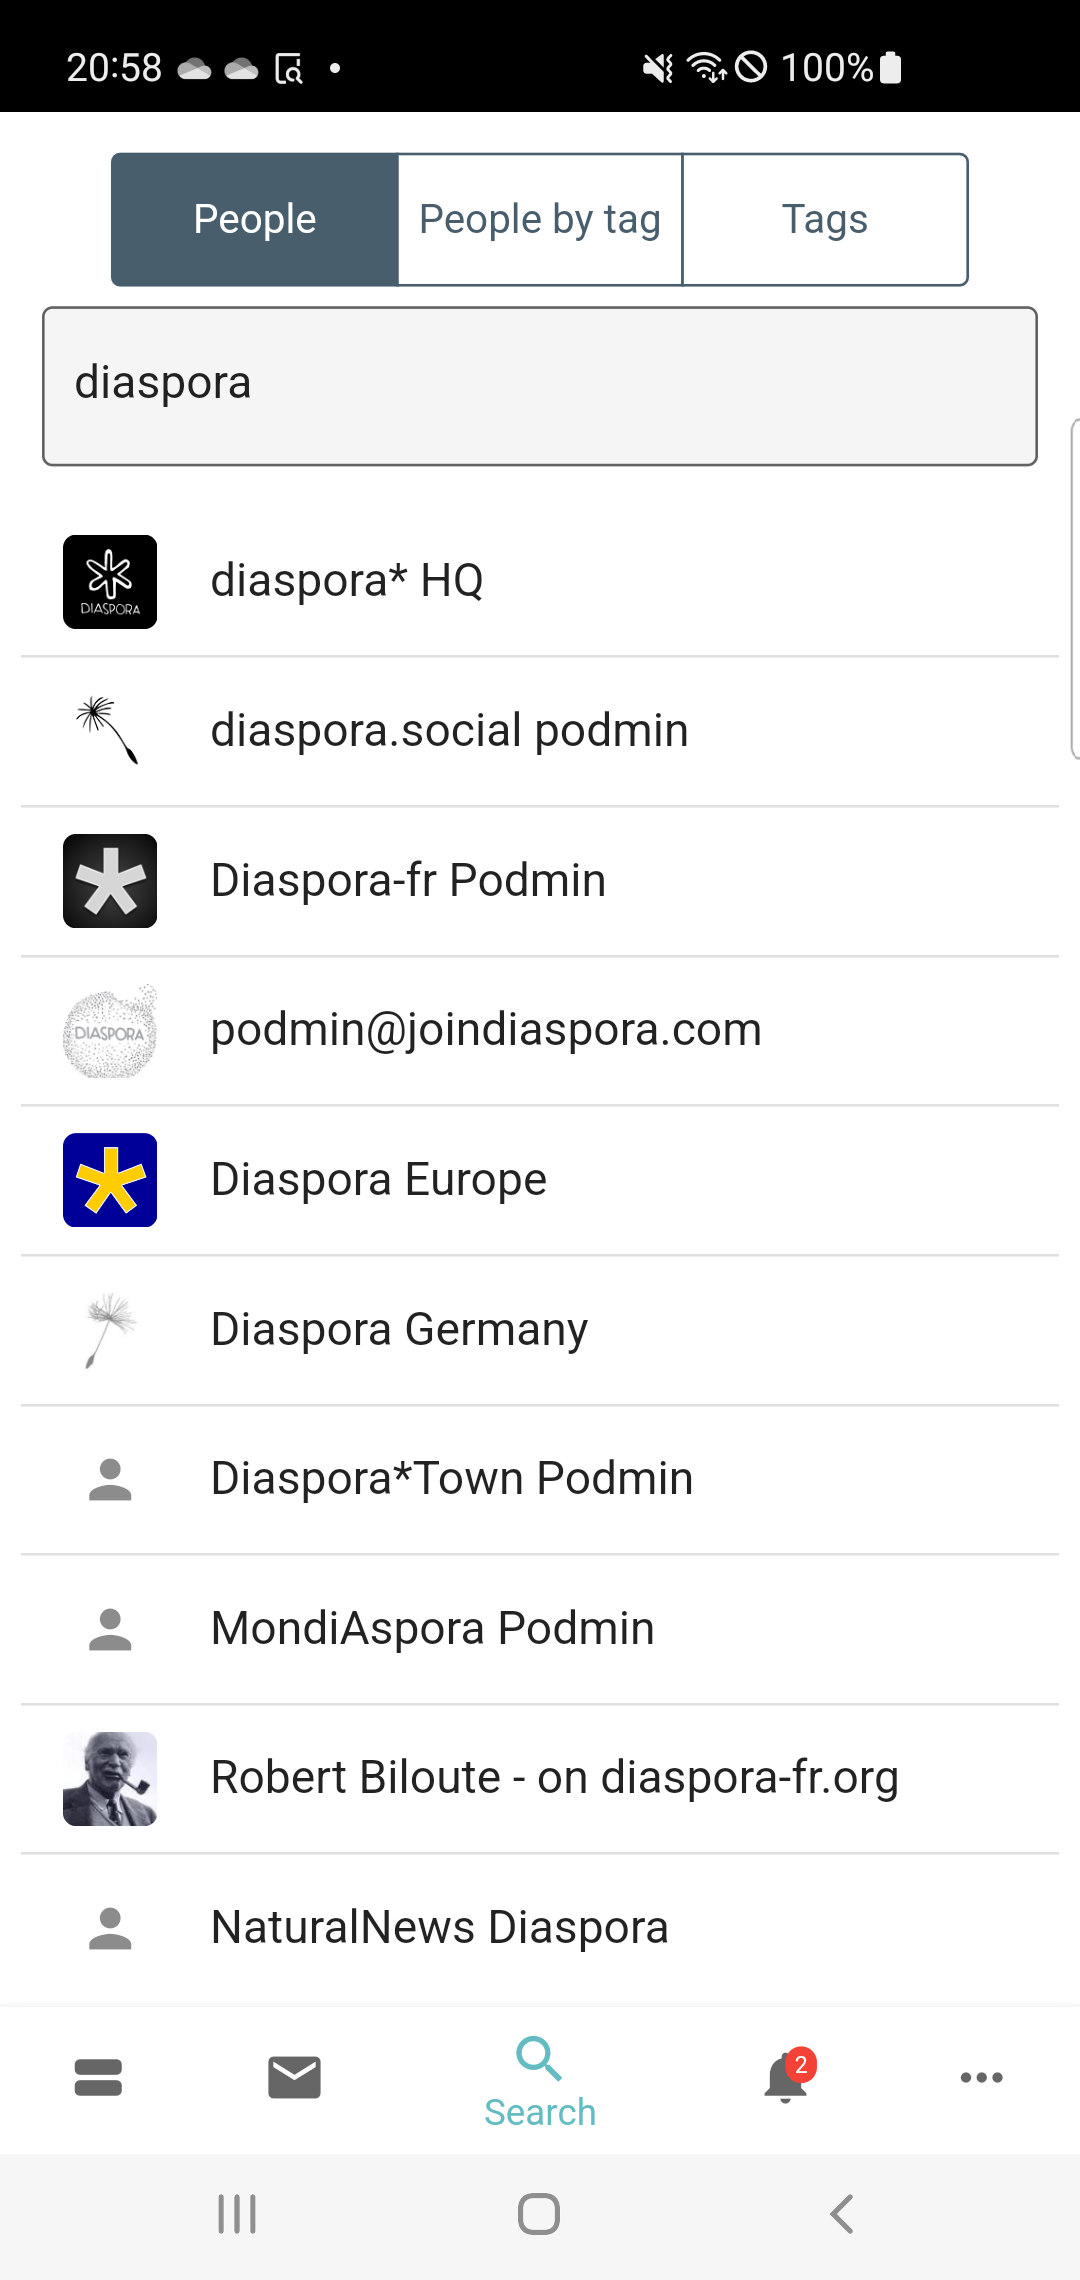 20:58
100%
People
People by tag
Tags
diaspora
DIASPORA
diaspora* HQ
diaspora.social podmin
Diaspora-fr Podmin
DIASPORA
podmin@joindiaspora.com
Diaspora Europe
Diaspora Germany
Diaspora*Town Podmin
MondiAspora Podmin
Robert Biloute - on diaspora-fr.org
NaturalNews Diaspora
2
Search